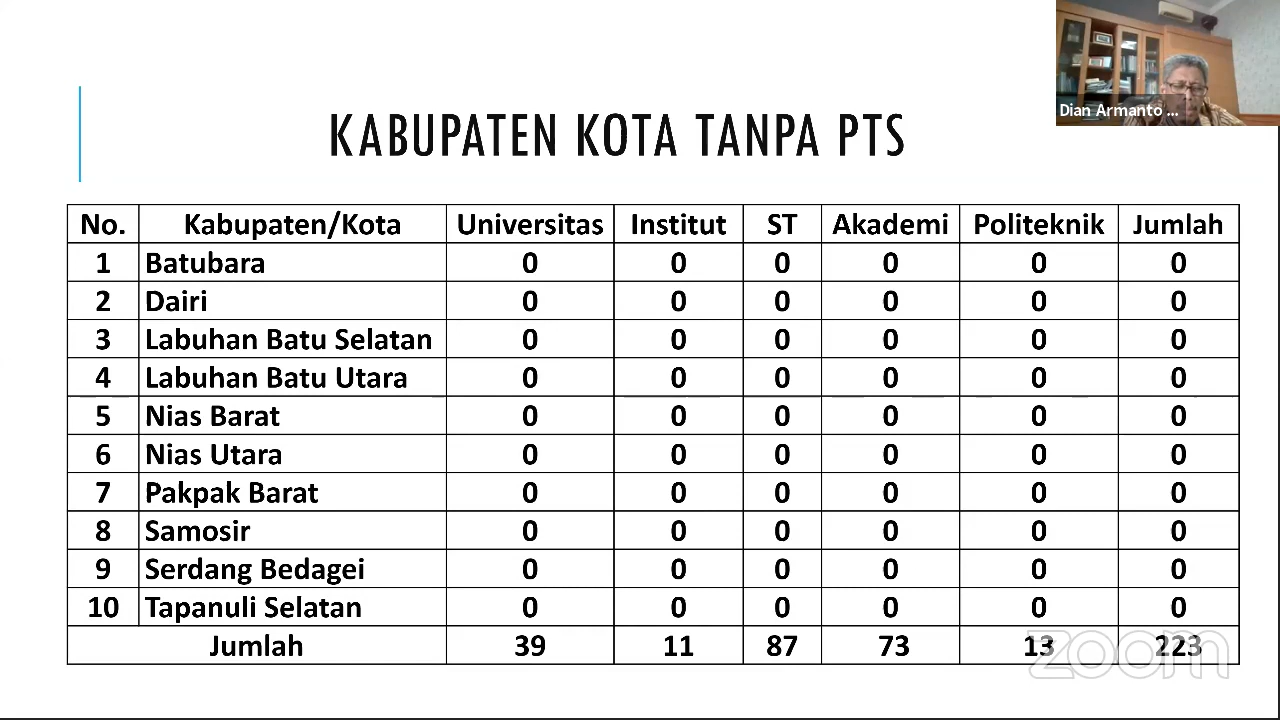 Dian Armanto ...
KABUPATEN KOTA TANPA PTS
No. Kabupaten/Kota Universitas Institut ST Akademi Politeknik Jumlah
1 Batubara 0 0 0 0 0 0
2 Dairi 0 0 0 0 0 0
3 Labuhan Batu Selatan 0 0 0 0 0 0
4 Labuhan Batu Utara 0 0 0 0 0 0
5 Nias Barat 0 0 0 0 0 0
6 Nias Utara 0 0 0 0 0 0
7 Pakpak Barat 0 0 0 0 0 0
8 Samosir 0 0 0 0 0 0
9 Serdang Bedagei 0 0 0 0 0 0
10 Tapanuli Selatan 0 0 0 0 0 0
Jumlah 39 11 87 73 13 223
zoom